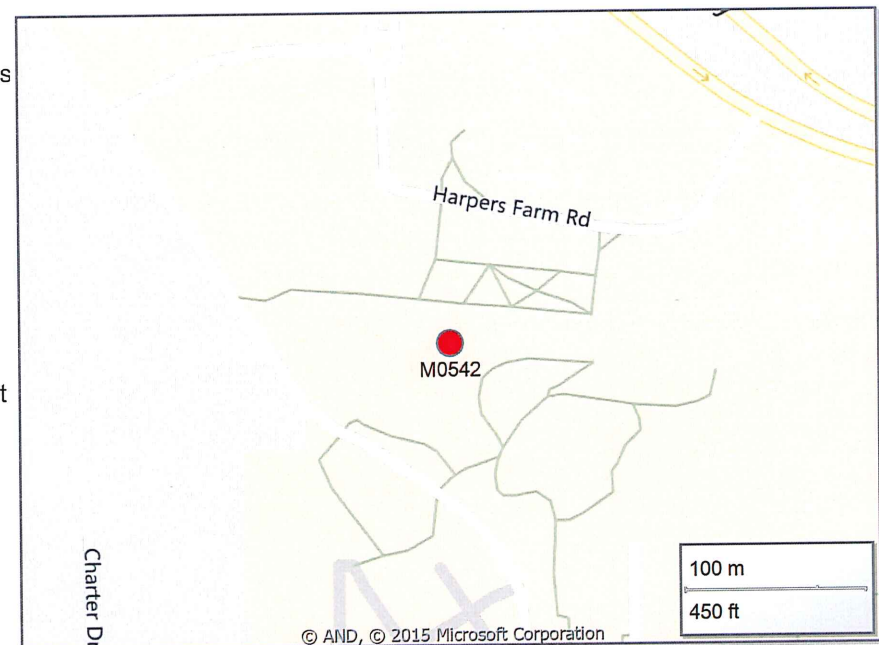 s
Harpers Farm Rd
M0542
t
Charter
100 m
450 ft
© AND, © 2015 Microsoft Corporation